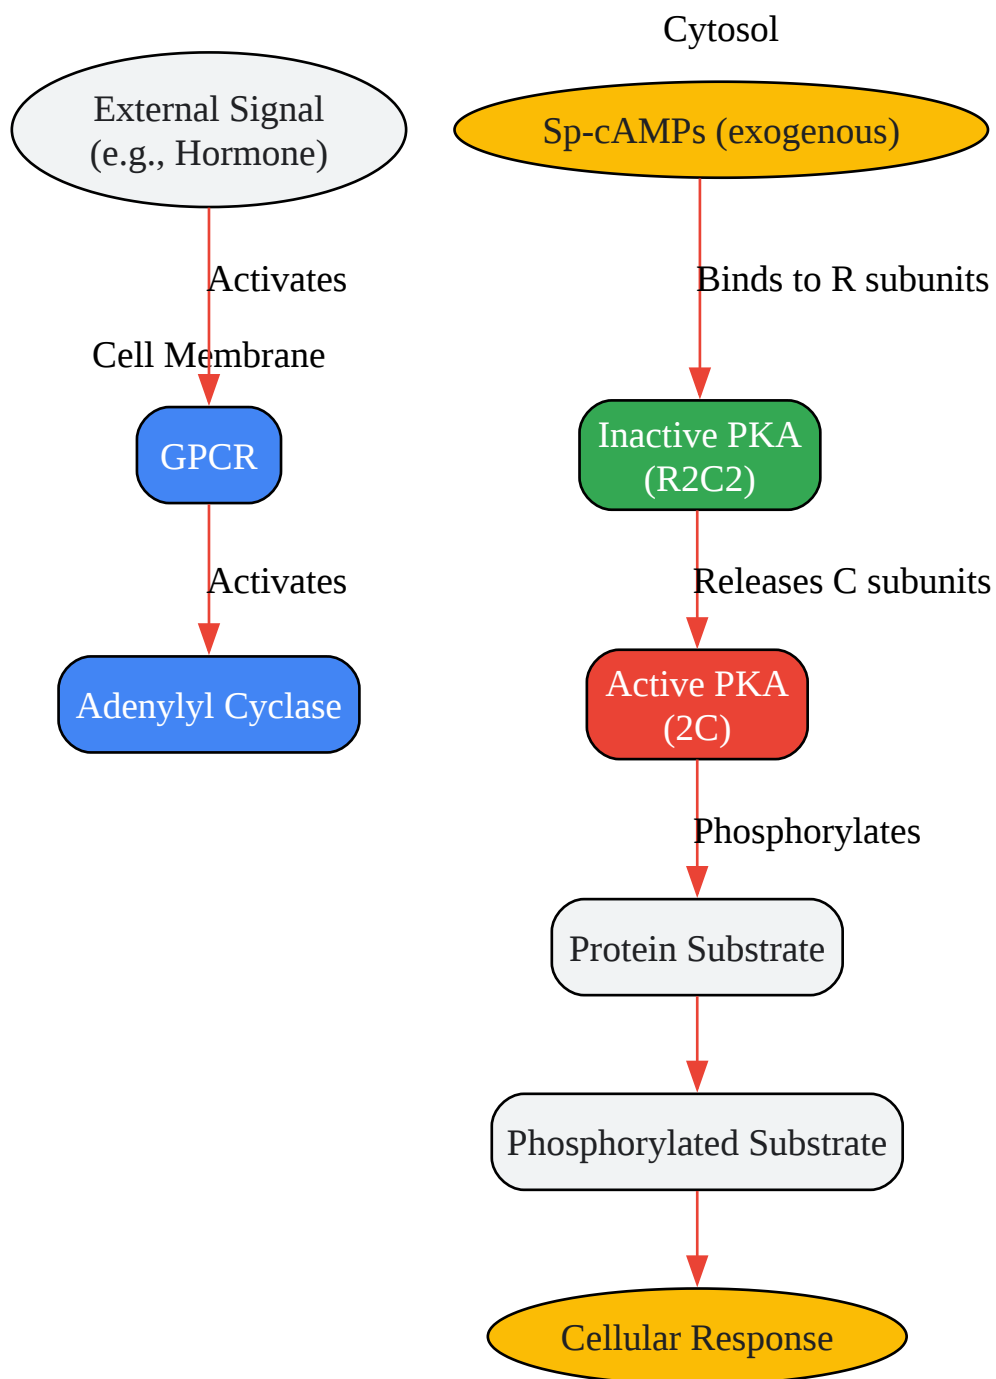 External Signal
(e.g., Hormone)
Activates
Cell Membrane
GPCR
Activates
Adenylyl Cyclase
Cytosol
Sp-cAMPs (exogenous)
Binds to R subunits
Inactive PKA
(R2C2)
Releases C subunits
Active PKA
(2C)
Phosphorylates
Protein Substrate
Phosphorylated Substrate
Cellular Response